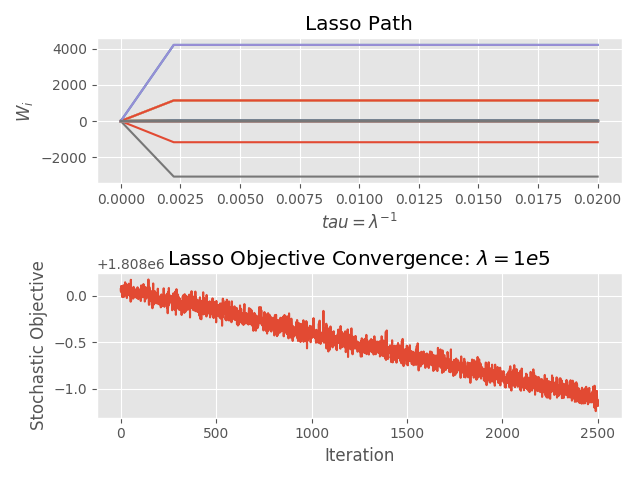 Lasso Path
4000
2000
0
−2000
W_i
0.0000 0.0025 0.0050 0.0075 0.0100 0.0125 0.0150 0.0175 0.0200
tau = λ⁻¹
+1.808e6
Lasso Objective Convergence: λ = 1e5
0.0
−0.5
−1.0
Stochastic Objective
0 500 1000 1500 2000 2500
Iteration